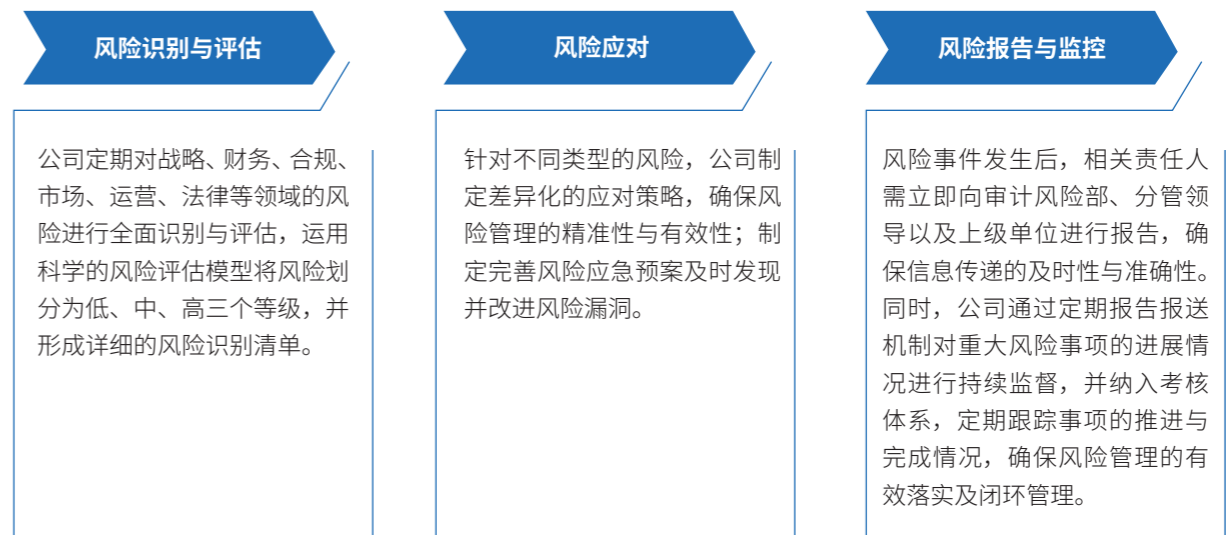 风险识别与评估
公司定期对战略、财务、合规、
市场、运营、法律等领域的风
险进行全面识别与评估，运用
科学的风险评估模型将风险划
分为低、中、高三个等级，并
形成详细的风险识别清单。
风险应对
针对不同类型的风险，公司制
定差异化的应对策略，确保风
险管理的精准性与有效性；制
定完善风险应急预案及时发现
并改进风险漏洞。
风险报告与监控
风险事件发生后，相关责任人
需立即向审计风险部、分管领
导以及上级单位进行报告，确
保信息传递的及时性与准确性。
同时，公司通过定期报告报送
机制对重大风险事项的进展情
况进行持续监督，并纳入考核
体系，定期跟踪事项的推进与
完成情况，确保风险管理的有
效落实及闭环管理。